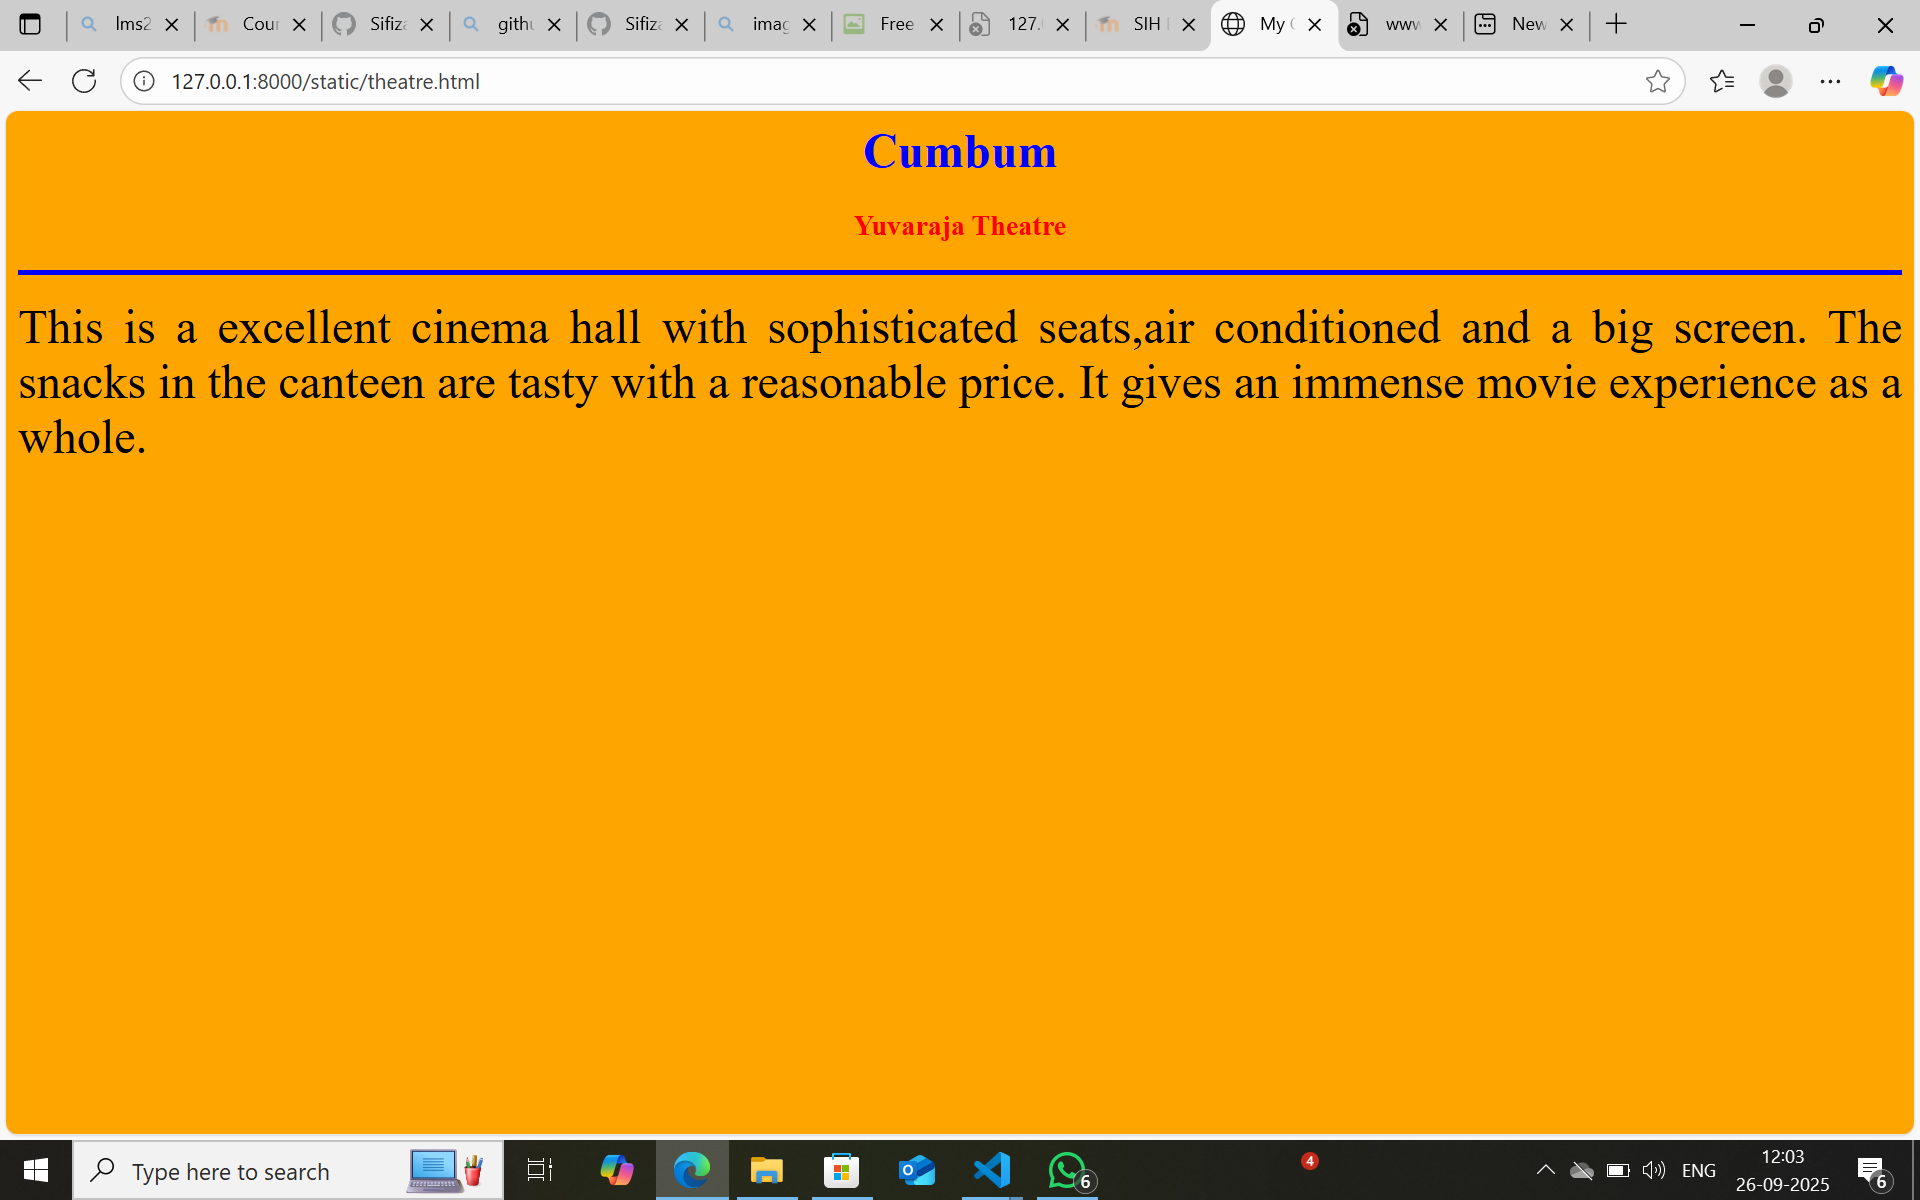 lms2
Cour
Sifiza
githu
Sifiza
imag
Free
127.
SIH
My
www
New
127.0.0.1:8000/static/theatre.html
Cumbum
Yuvaraja Theatre
This is a excellent cinema hall with sophisticated seats,air conditioned and a big screen. The
snacks in the canteen are tasty with a reasonable price. It gives an immense movie experience as a
whole.
Type here to search
6
4
ENG
12:03
26-09-2025
6